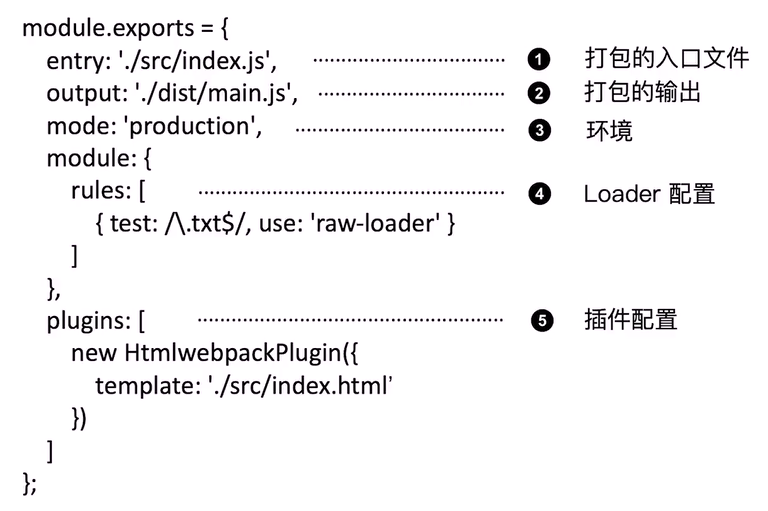 module.exports = {
entry: './src/index.js', ❶ 打包的入口文件
output: './dist/main.js', ❷ 打包的输出
mode: 'production', ❸ 环境
module: {
rules: [ ❹ Loader 配置
{ test: /\.txt$/, use: 'raw-loader' }
]
},
plugins: [ ❺ 插件配置
new HtmlwebpackPlugin({
template: './src/index.html’
})
]
};